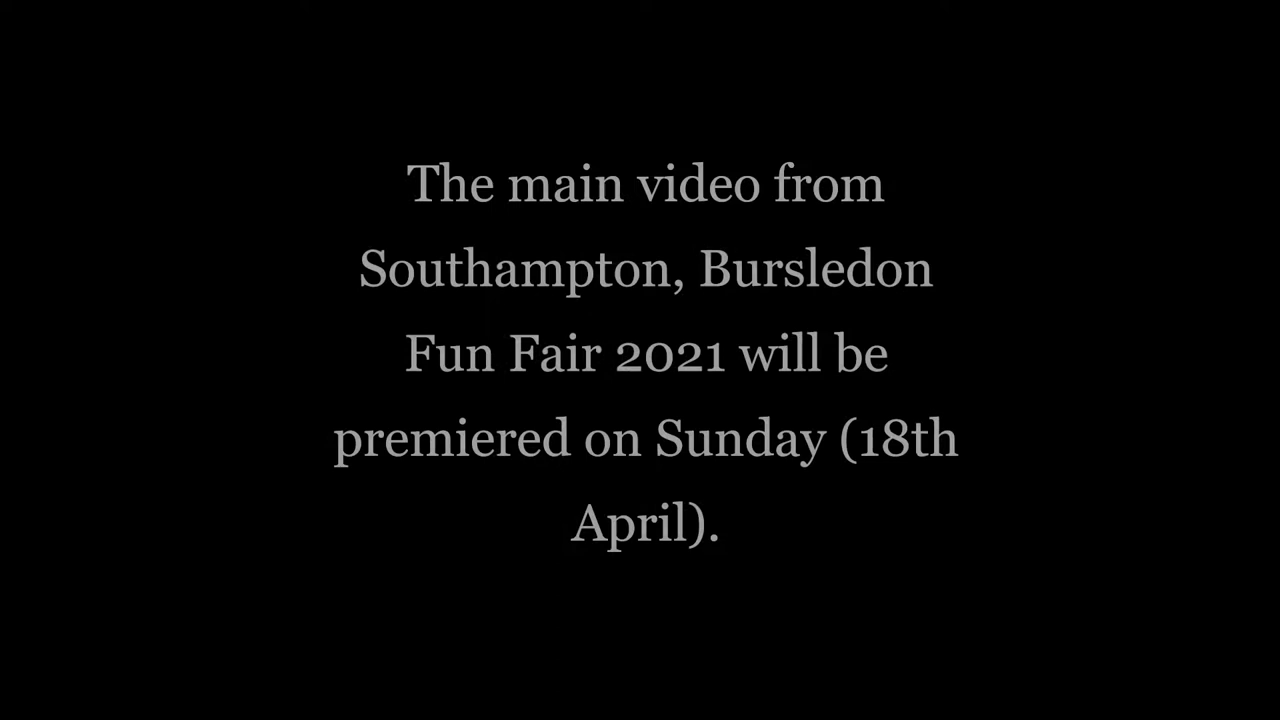 The main video from
Southampton, Bursledon
Fun Fair 2021 will be
premiered on Sunday (18th
April).